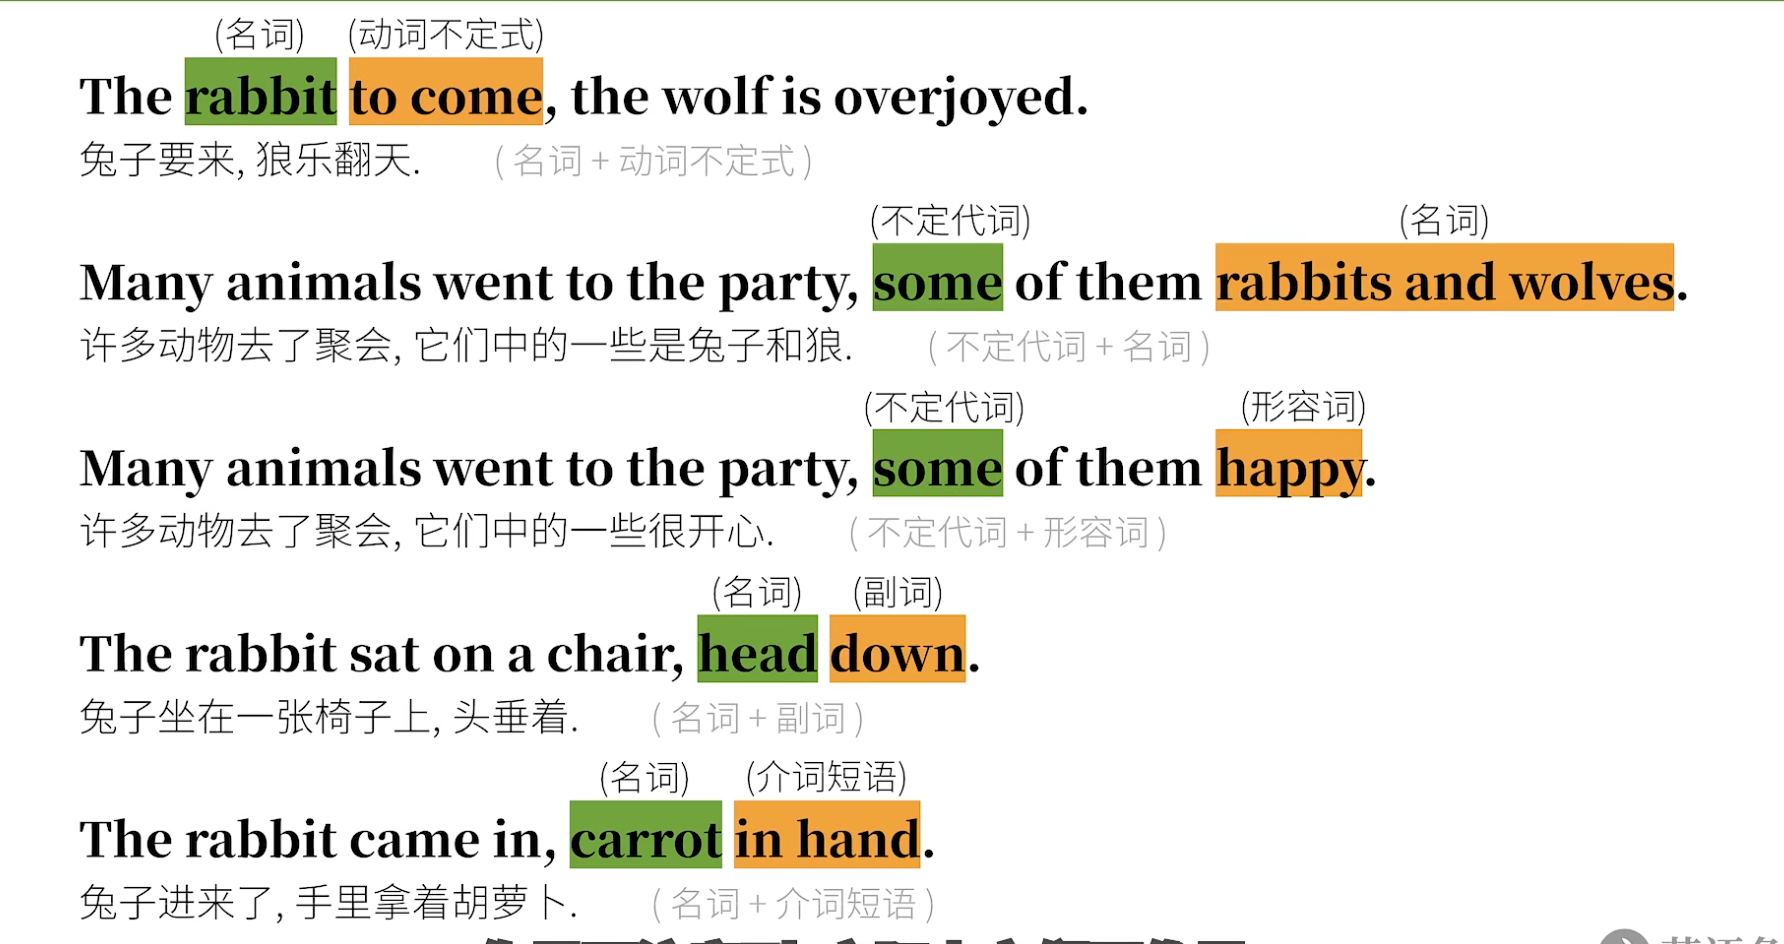 (名词) (动词不定式)
The rabbit to come, the wolf is overjoyed.
兔子要来, 狼乐翻天. ( 名词 + 动词不定式 )
(不定代词) (名词)
Many animals went to the party, some of them rabbits and wolves.
许多动物去了聚会, 它们中的一些是兔子和狼. ( 不定代词 + 名词 )
(不定代词) (形容词)
Many animals went to the party, some of them happy.
许多动物去了聚会, 它们中的一些很开心. ( 不定代词 + 形容词 )
(名词) (副词)
The rabbit sat on a chair, head down.
兔子坐在一张椅子上, 头垂着. ( 名词 + 副词 )
(名词) (介词短语)
The rabbit came in, carrot in hand.
兔子进来了, 手里拿着胡萝卜. ( 名词 + 介词短语 )